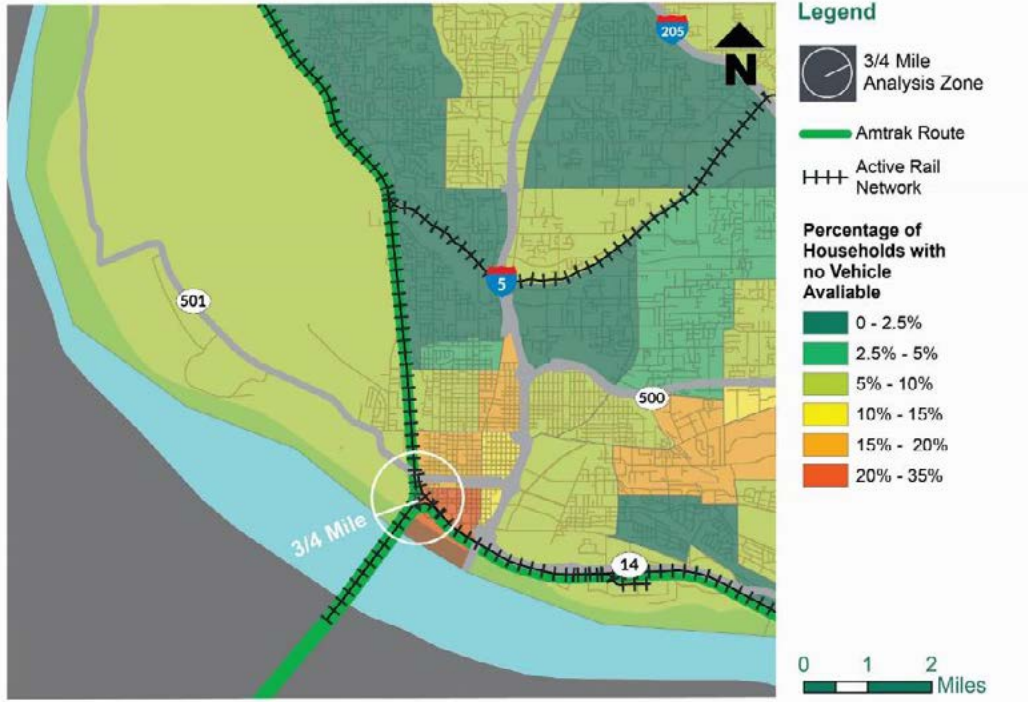 205
N
5
501
500
14
3/4 Mile
Legend
3/4 Mile
Analysis Zone
Amtrak Route
Active Rail
Network
Percentage of
Households with
no Vehicle
Avaliable
0 - 2.5%
2.5% - 5%
5% - 10%
10% - 15%
15% - 20%
20% - 35%
0 1 2
Miles